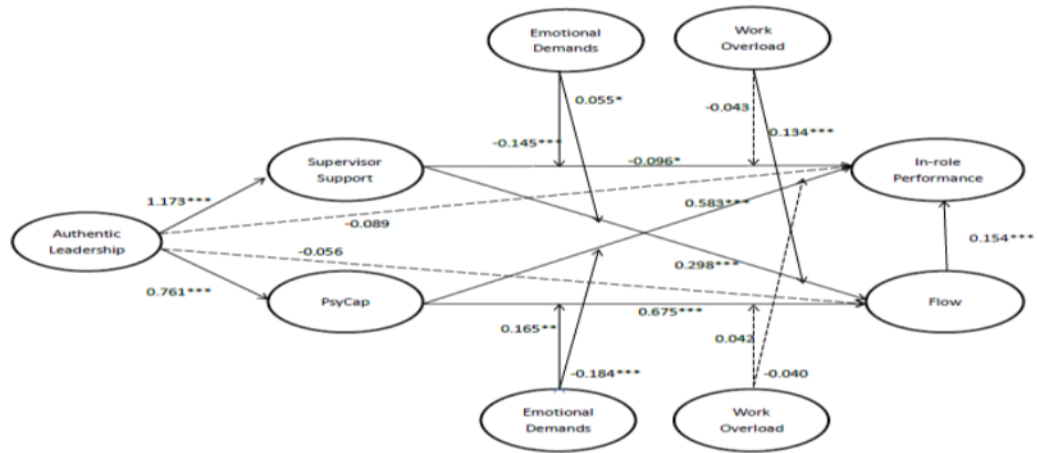 Emotional
Demands
Work
Overload
0.055*
-0.043
0.134***
-0.145***
-0.096*
Supervisor
Support
In-role
Performance
1.173***
0.583***
-0.089
Authentic
Leadership
-0.056
0.154***
0.298***
0.761***
PsyCap
Flow
0.675***
0.165**
0.042
-0.184***
-0.040
Emotional
Demands
Work
Overload